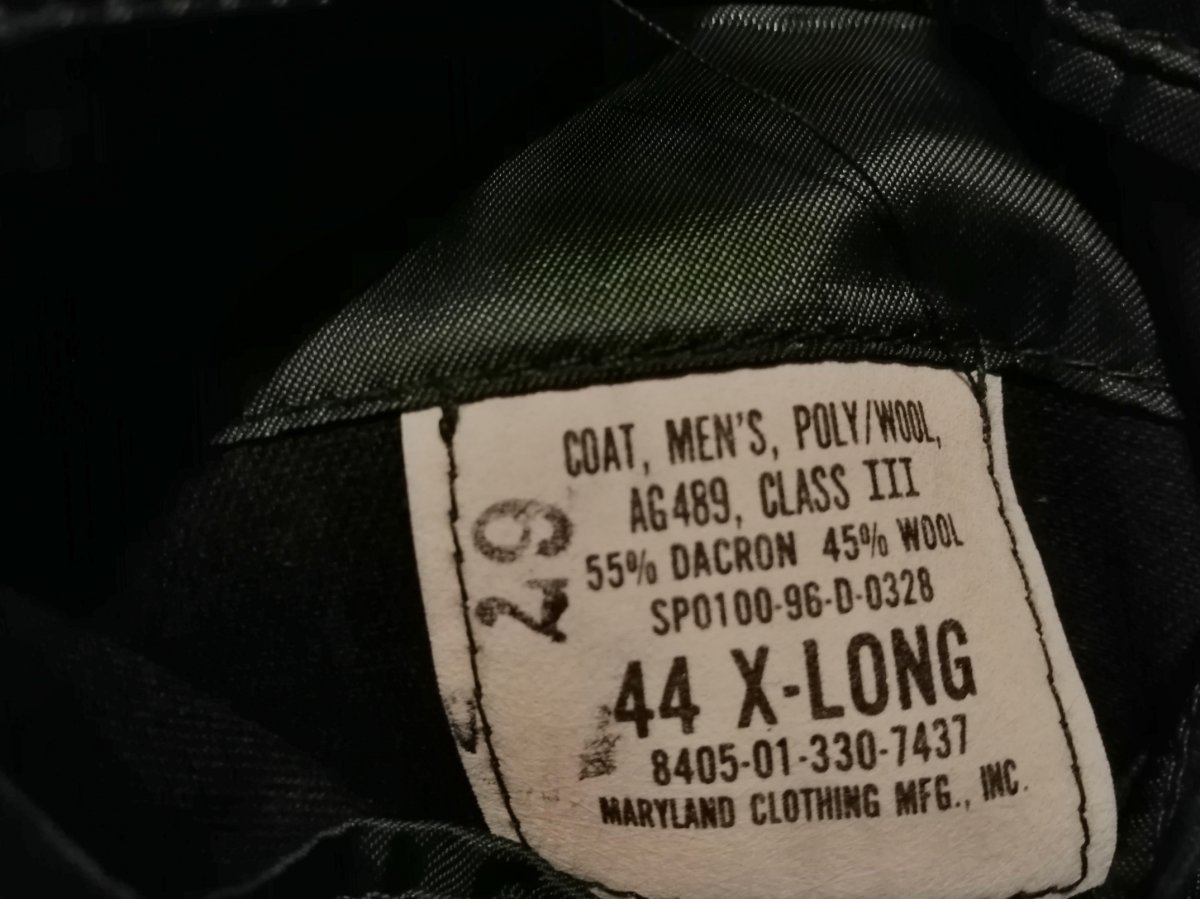 COAT, MEN'S, POLY/WOOL,
AG489, CLASS III
55% DACRON 45% WOOL
SP0100-96-D-0328
44 X-LONG
8405-01-330-7437
MARYLAND CLOTHING MFG., INC.
29